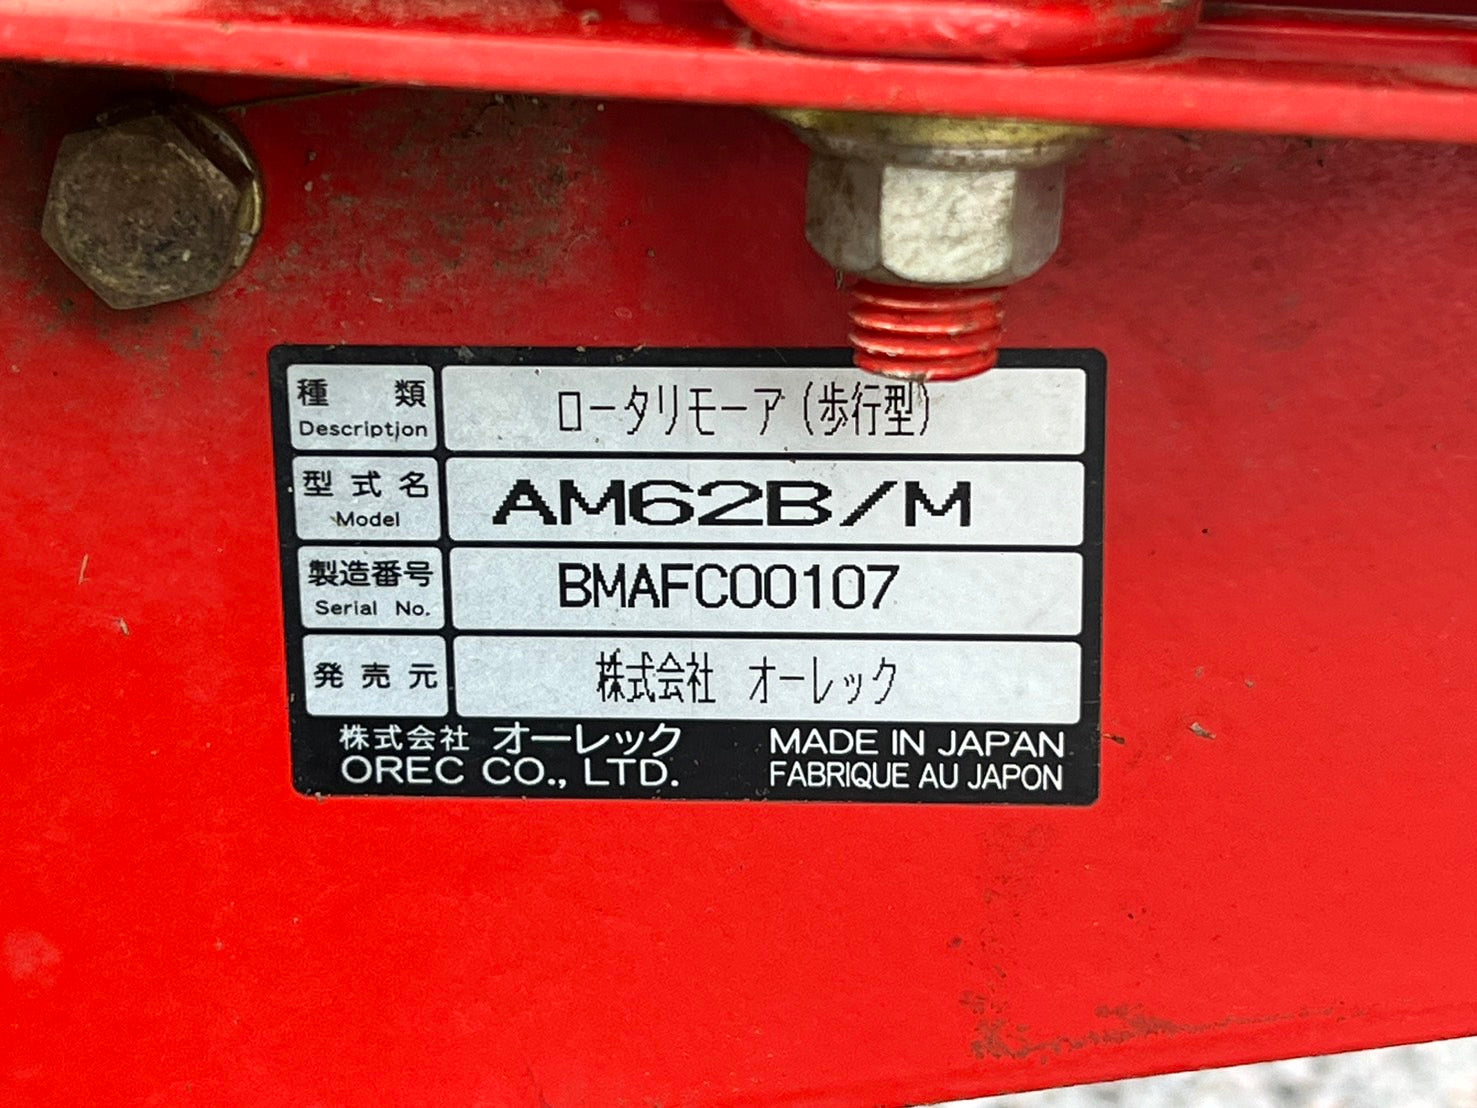 種類 ロータリモーア(歩行型)
Description
型式名 AM62B/M
Model
製造番号 BMAFC00107
Serial No.
発売元 株式会社 オーレック
株式会社 オーレック MADE IN JAPAN
OREC CO., LTD. FABRIQUE AU JAPON